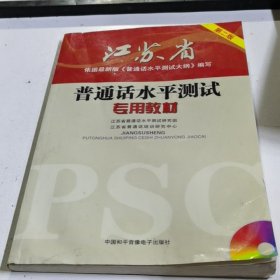 第二版
江苏省
依据最新版《普通话水平测试大纲》编写
普通话水平测试
专用教材
江苏省普通话水平测试研究组
江苏省普通话培训研究中心
JIANGSUSHENG
PUTONGHUA SHUIPING CESHI ZHUANYONG JIAOCAI
PSC
中国和平音像电子出版社